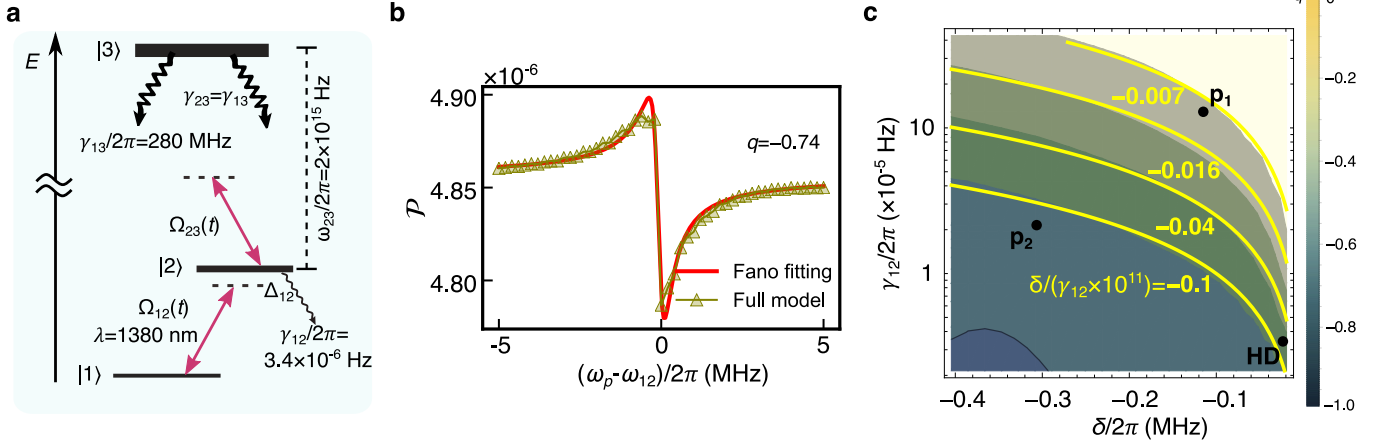 a
E
|3⟩
γ23=γ13
γ13/2π=280 MHz
ω23/2π=2×10^15 Hz
Ω23(t)
|2⟩
Δ12
Ω12(t)
λ=1380 nm
γ12/2π=
3.4×10^-6 Hz
|1⟩
b
×10^-6
4.90
4.85
4.80
𝒫
q=−0.74
Fano fitting
Full model
-5
0
5
(ωp-ω12)/2π (MHz)
c
γ12/2π (×10^-5 Hz)
10
1
−0.007
p1
−0.016
−0.04
p2
δ/(γ12×10^11)=−0.1
HD
−0.4
−0.3
−0.2
−0.1
δ/2π (MHz)
−0.2
−0.4
−0.6
−0.8
−1.0